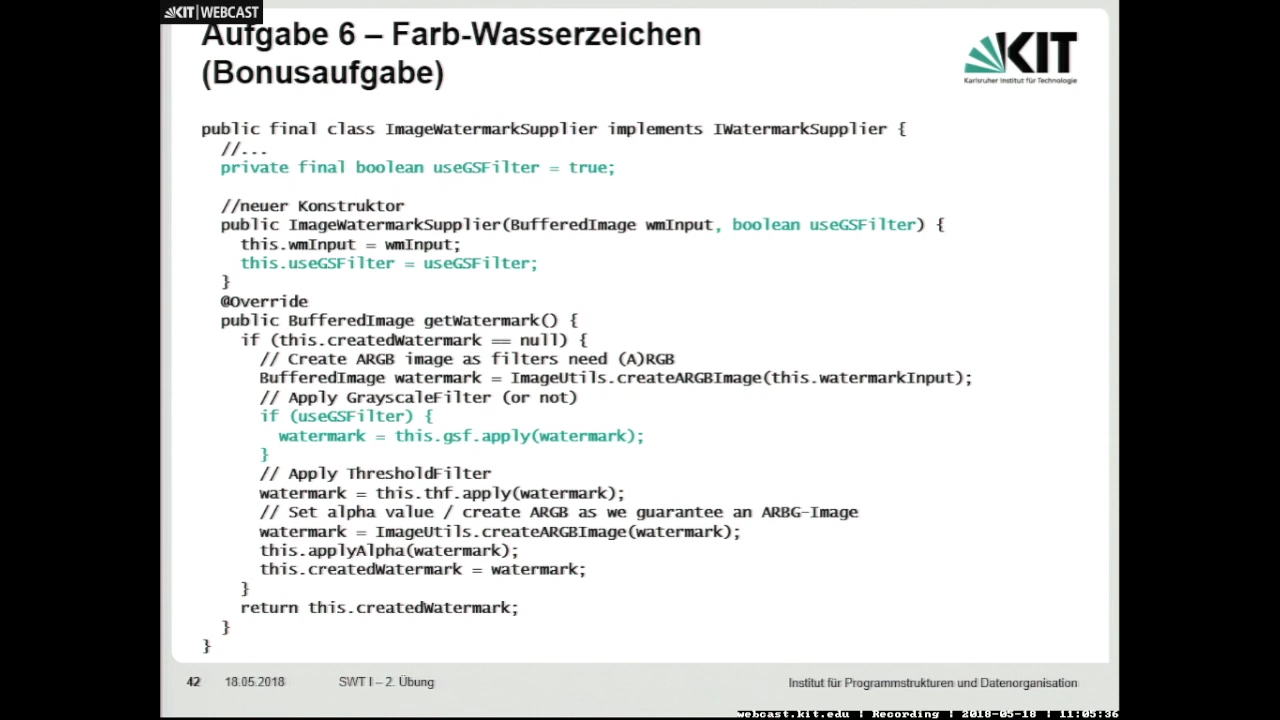 KIT|WEBCAST
Aufgabe 6 – Farb-Wasserzeichen
(Bonusaufgabe)
KIT
Karlsruher Institut für Technologie
public final class ImageWatermarkSupplier implements IWatermarkSupplier {
//...
private final boolean useGSFilter = true;
//neuer Konstruktor
public ImageWatermarkSupplier(BufferedImage wmInput, boolean useGSFilter) {
this.wmInput = wmInput;
this.useGSFilter = useGSFilter;
}
@Override
public BufferedImage getWatermark() {
if (this.createdWatermark == null) {
// Create ARGB image as filters need (A)RGB
BufferedImage watermark = ImageUtils.createARGBImage(this.watermarkInput);
// Apply GrayscaleFilter (or not)
if (useGSFilter) {
watermark = this.gsf.apply(watermark);
}
// Apply ThresholdFilter
watermark = this.thf.apply(watermark);
// Set alpha value / create ARGB as we guarantee an ARBG-Image
watermark = ImageUtils.createARGBImage(watermark);
this.applyAlpha(watermark);
this.createdWatermark = watermark;
}
return this.createdWatermark;
}
}
42 18.05.2018 SWT I – 2. Übung Institut für Programmstrukturen und Datenorganisation
webcast.kit.edu | Recording | 2018-05-18 | 11:05:36